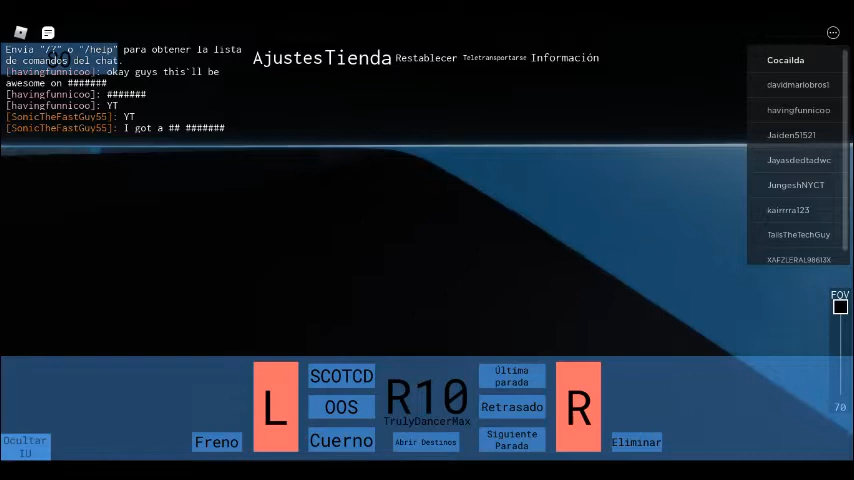 Envia "/?" o "/help" para obtener la lista
de comandos del chat.
[havingfunnicoo]: okay guys this`ll be
awesome on #######
[havingfunnicoo]: #######
[havingfunnicoo]: YT
[SonicTheFastGuy55]: YT
[SonicTheFastGuy55]: I got a ## #######
Ajustes Tienda Restablecer Teletransportarse Información
Cocailda
davidmariobros1
havingfunnicoo
Jaiden51521
Jayasdedtadwc
JungeshNYCT
kairrrra123
TailsTheTechGuy
XAFZLERAL98613X
FOV
70
Ocultar
IU
Freno
L
SCOTCD
OOS
Cuerno
R10
TrulyDancerMax
Abrir Destinos
Última
parada
Retrasado
Siguiente
Parada
R
Eliminar